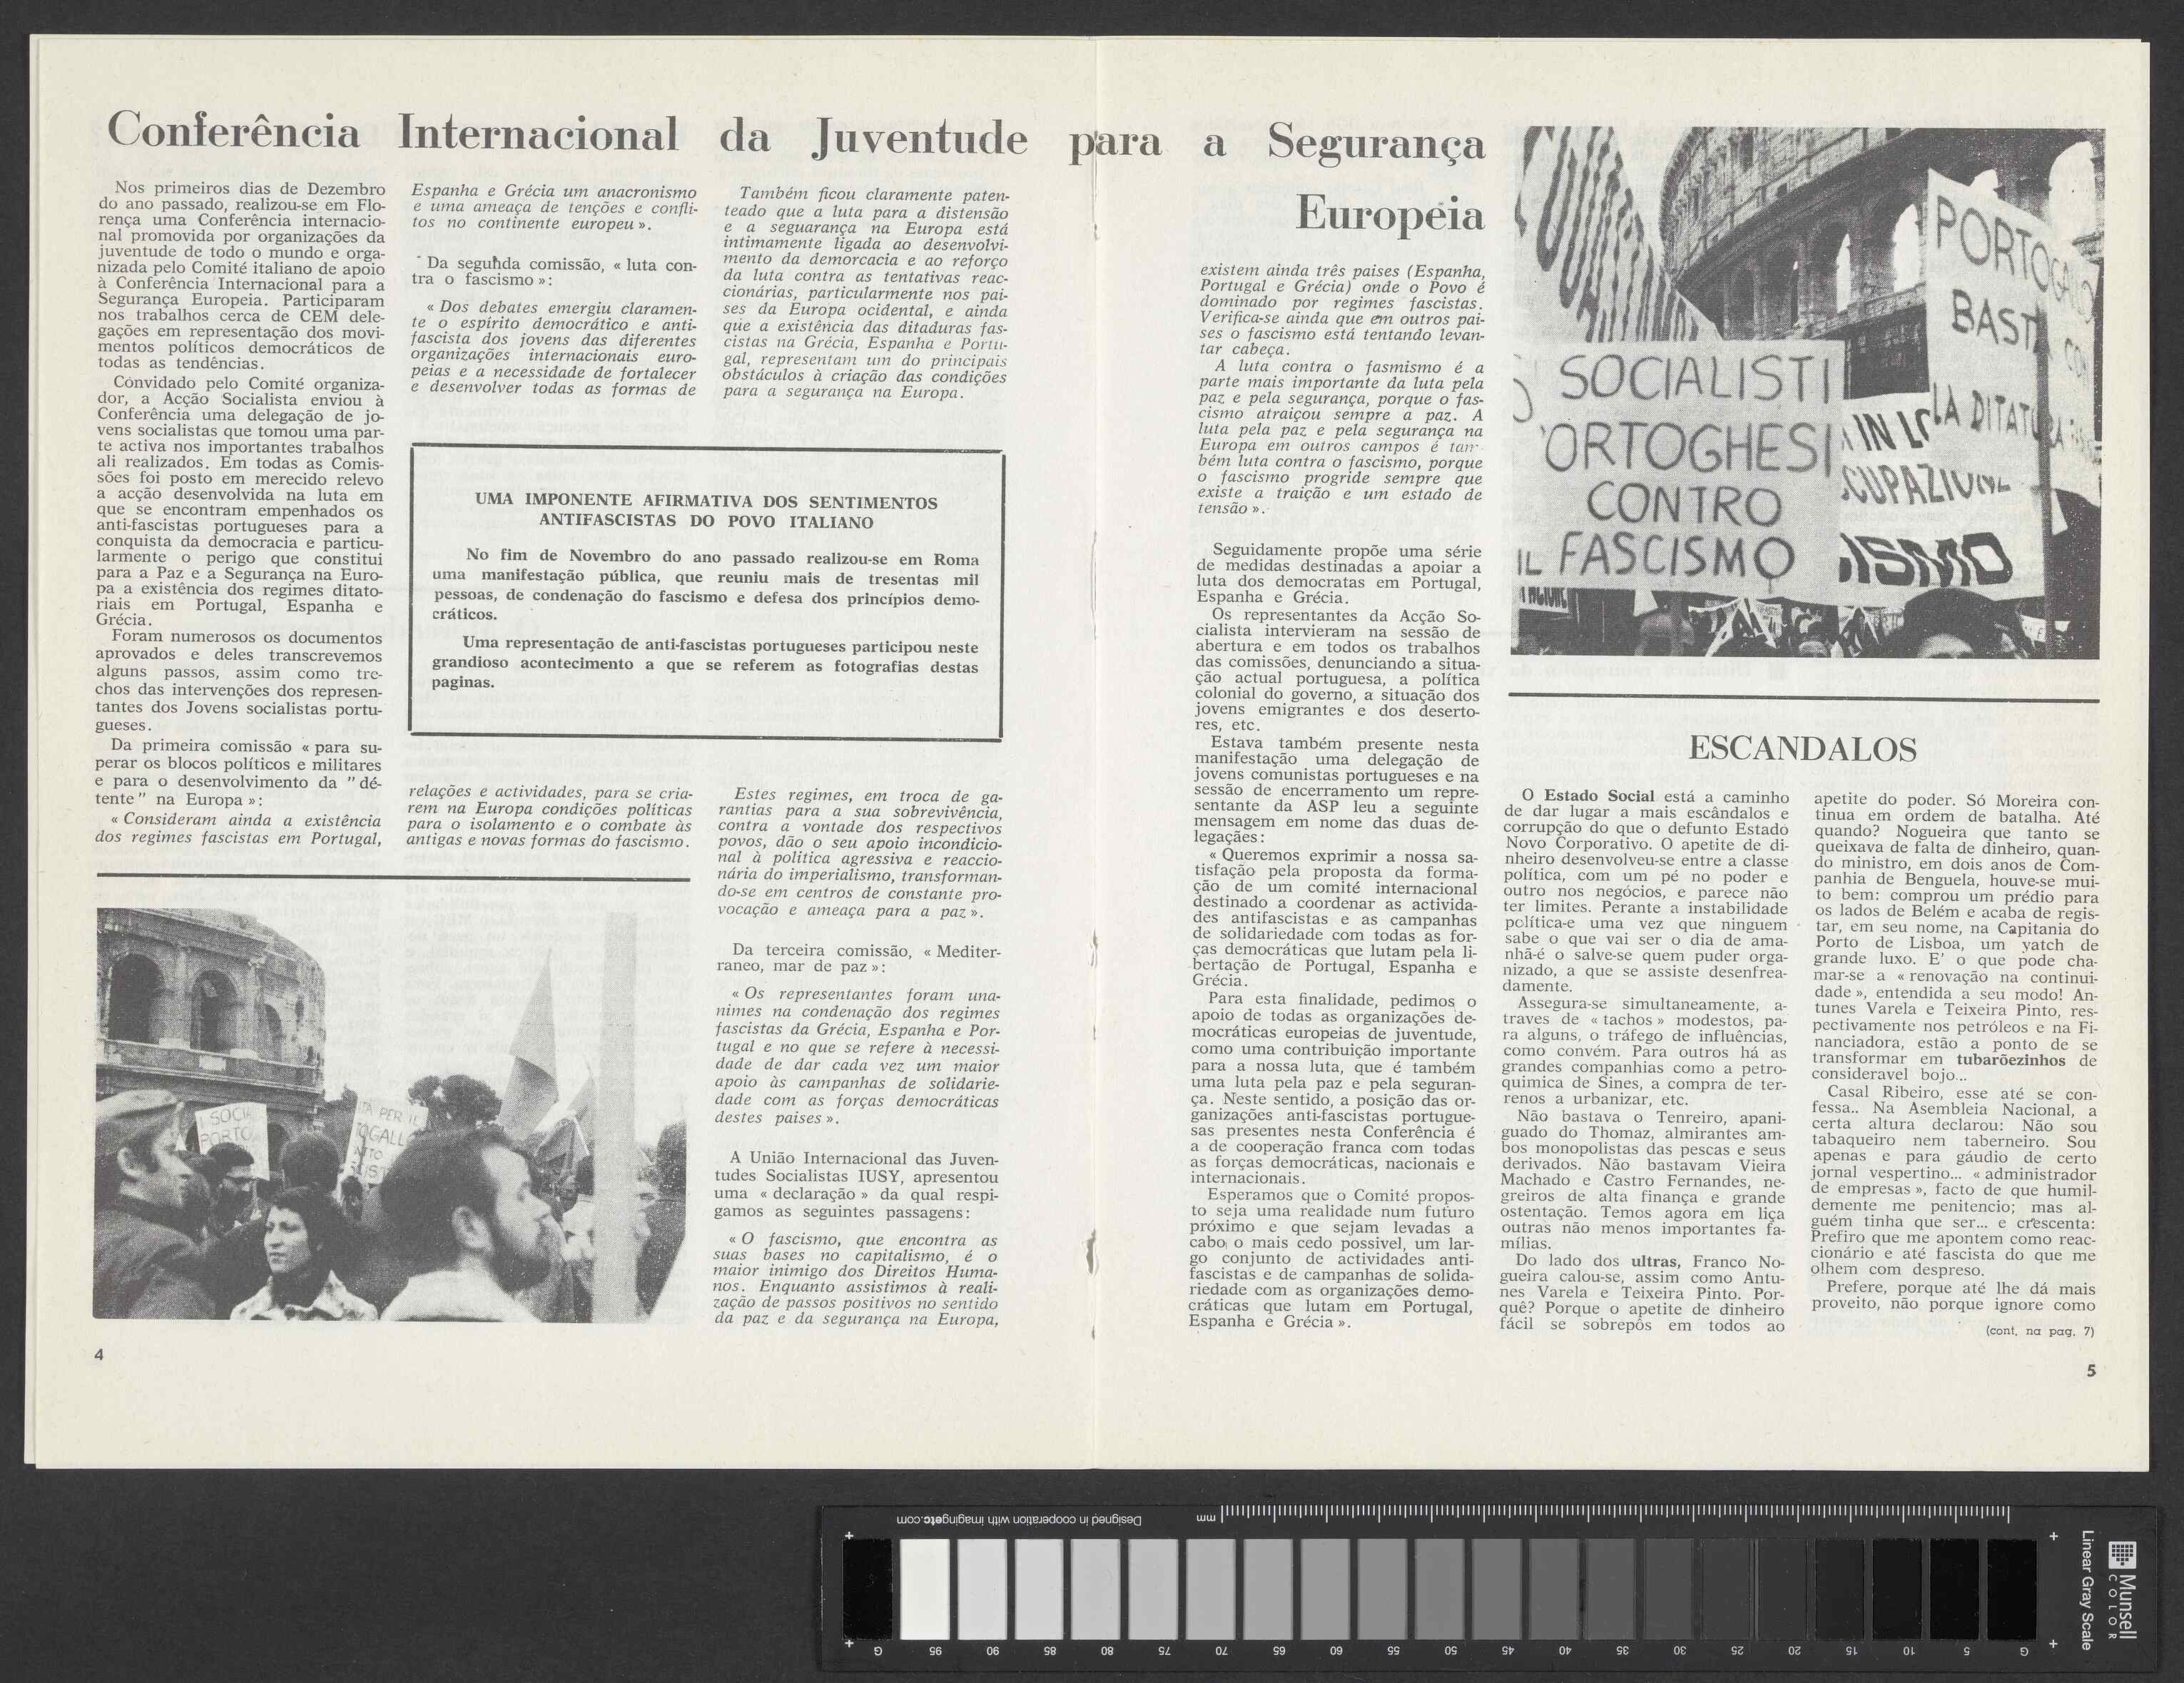 Conferência Internacional da Juventude para a Segurança
Europeia
Nos primeiros dias de Dezembro
do ano passado, realizou-se em Flo-
rença uma Conferência internacio-
nal promovida por organizações da
juventude de todo o mundo e orga-
nizada pelo Comité italiano de apoio
à Conferência Internacional para a
Segurança Europeia. Participaram
nos trabalhos cerca de CEM dele-
gações em representação dos movi-
mentos políticos democráticos de
todas as tendências.
Convidado pelo Comité organiza-
dor, a Acção Socialista enviou à
Conferência uma delegação de jo-
vens socialistas que tomou uma par-
te activa nos importantes trabalhos
ali realizados. Em todas as Comis-
sões foi posto em merecido relevo
a acção desenvolvida na luta em
que se encontram empenhados os
anti-fascistas portugueses para a
conquista da democracia e particu-
larmente o perigo que constitui
para a Paz e a Segurança na Euro-
pa a existência dos regimes ditato-
riais em Portugal, Espanha e
Grécia.
Foram numerosos os documentos
aprovados e deles transcrevemos
alguns passos, assim como tre-
chos das intervenções dos represen-
tantes dos Jovens socialistas portu-
gueses.
Da primeira comissão « para su-
perar os blocos políticos e militares
e para o desenvolvimento da " dé-
tente " na Europa » :
« Consideram ainda a existência
dos regimes fascistas em Portugal,
Espanha e Grécia um anacronismo
e uma ameaça de tenções e confli-
tos no continente europeu ».
Da segunda comissão, « luta con-
tra o fascismo » :
« Dos debates emergiu claramen-
te o espírito democrático e anti-
fascista dos jovens das diferentes
organizações internacionais euro-
peias e a necessidade de fortalecer
e desenvolver todas as formas de
relações e actividades, para se cria-
rem na Europa condições políticas
para o isolamento e o combate às
antigas e novas formas do fascismo.
Também ficou claramente paten-
teado que a luta para a distensão
e a seguarança na Europa está
intimamente ligada ao desenvolvi-
mento da demorcacia e ao reforço
da luta contra as tentativas reac-
cionárias, particularmente nos pai-
ses da Europa ocidental, e ainda
que a existência das ditaduras fas-
cistas na Grécia, Espanha e Portu-
gal, representam um do principais
obstáculos à criação das condições
para a segurança na Europa.
UMA IMPONENTE AFIRMATIVA DOS SENTIMENTOS
ANTIFASCISTAS DO POVO ITALIANO
No fim de Novembro do ano passado realizou-se em Roma
uma manifestação pública, que reuniu mais de tresentas mil
pessoas, de condenação do fascismo e defesa dos princípios demo-
cráticos.
Uma representação de anti-fascistas portugueses participou neste
grandioso acontecimento a que se referem as fotografias destas
paginas.
Estes regimes, em troca de ga-
rantias para a sua sobrevivência,
contra a vontade dos respectivos
povos, dão o seu apoio incondicio-
nal à politica agressiva e reaccio-
nária do imperialismo, transforman-
do-se em centros de constante pro-
vocação e ameaça para a paz ».
Da terceira comissão, « Mediter-
raneo, mar de paz » :
« Os representantes foram una-
nimes na condenação dos regimes
fascistas da Grécia, Espanha e Por-
tugal e no que se refere à necessi-
dade de dar cada vez um maior
apoio às campanhas de solidarie-
dade com as forças democráticas
destes paises ».
A União Internacional das Juven-
tudes Socialistas IUSY, apresentou
uma « declaração » da qual respi-
gamos as seguintes passagens :
« O fascismo, que encontra as
suas bases no capitalismo, é o
maior inimigo dos Direitos Huma-
nos. Enquanto assistimos à reali-
zação de passos positivos no sentido
da paz e da segurança na Europa,
SOCIA
PORTO
TA PER IL
TOGALL
4
existem ainda três paises (Espanha,
Portugal e Grécia) onde o Povo é
dominado por regimes fascistas.
Verifica-se ainda que em outros pai-
ses o fascismo está tentando levan-
tar cabeça.
A luta contra o fasmismo é a
parte mais importante da luta pela
paz e pela segurança, porque o fas-
cismo atraiçou sempre a paz. A
luta pela paz e pela segurança na
Europa em outros campos é tam-
bém luta contra o fascismo, porque
o fascismo progride sempre que
existe a traição e um estado de
tensão ».
Seguidamente propõe uma série
de medidas destinadas a apoiar a
luta dos democratas em Portugal,
Espanha e Grécia.
Os representantes da Acção So-
cialista intervieram na sessão de
abertura e em todos os trabalhos
das comissões, denunciando a situa-
ção actual portuguesa, a política
colonial do governo, a situação dos
jovens emigrantes e dos deserto-
res, etc.
Estava também presente nesta
manifestação uma delegação de
jovens comunistas portugueses e na
sessão de encerramento um repre-
sentante da ASP leu a seguinte
mensagem em nome das duas de-
legações :
« Queremos exprimir a nossa sa-
tisfação pela proposta da forma-
ção de um comité internacional
destinado a coordenar as activida-
des antifascistas e as campanhas
de solidariedade com todas as for-
ças democráticas que lutam pela li-
bertação de Portugal, Espanha e
Grécia.
Para esta finalidade, pedimos o
apoio de todas as organizações de-
mocráticas europeias de juventude,
como uma contribuição importante
para a nossa luta, que é também
uma luta pela paz e pela seguran-
ça. Neste sentido, a posição das or-
ganizações anti-fascistas portugue-
sas presentes nesta Conferência é
a de cooperação franca com todas
as forças democráticas, nacionais e
internacionais.
Esperamos que o Comité propos-
to seja uma realidade num futuro
próximo e que sejam levadas a
cabo o mais cedo possivel, um lar-
go conjunto de actividades anti-
fascistas e de campanhas de solida-
riedade com as organizações demo-
cráticas que lutam em Portugal,
Espanha e Grécia ».
SOCIALISTI
ORTOGHESI
CONTRO
IL FASCISMO
PORTOGALLO
BASTA
LA DITATU
IN LO
CUPAZIONE
ISMO
ESCANDALOS
O Estado Social está a caminho
de dar lugar a mais escândalos e
corrupção do que o defunto Estado
Novo Corporativo. O apetite de di-
nheiro desenvolveu-se entre a classe
política, com um pé no poder e
outro nos negócios, e parece não
ter limites. Perante a instabilidade
política-e uma vez que ninguem
sabe o que vai ser o dia de ama-
nhã-é o salve-se quem puder orga-
nizado, a que se assiste desenfrea-
damente.
Assegura-se simultaneamente, a-
traves de « tachos » modestos, pa-
ra alguns, o tráfego de influências,
como convém. Para outros há as
grandes companhias como a petro-
quimica de Sines, a compra de ter-
renos a urbanizar, etc.
Não bastava o Tenreiro, apani-
guado do Thomaz, almirantes am-
bos monopolistas das pescas e seus
derivados. Não bastavam Vieira
Machado e Castro Fernandes, ne-
greiros de alta finança e grande
ostentação. Temos agora em liça
outras não menos importantes fa-
mílias.
Do lado dos ultras, Franco No-
gueira calou-se, assim como Antu-
nes Varela e Teixeira Pinto. Por-
quê? Porque o apetite de dinheiro
fácil se sobrepôs em todos ao
apetite do poder. Só Moreira con-
tinua em ordem de batalha. Até
quando? Nogueira que tanto se
queixava de falta de dinheiro, quan-
do ministro, em dois anos de Com-
panhia de Benguela, houve-se mui-
to bem: comprou um prédio para
os lados de Belém e acaba de regis-
tar, em seu nome, na Capitania do
Porto de Lisboa, um yatch de
grande luxo. E' o que pode cha-
mar-se a « renovação na continui-
dade », entendida a seu modo! An-
tunes Varela e Teixeira Pinto, res-
pectivamente nos petróleos e na Fi-
nanciadora, estão a ponto de se
transformar em tubarõezinhos de
consideravel bojo...
Casal Ribeiro, esse até se con-
fessa.. Na Asembleia Nacional, a
certa altura declarou: Não sou
tabaqueiro nem taberneiro. Sou
apenas e para gáudio de certo
jornal vespertino... « administrador
de empresas », facto de que humil-
demente me penitencio; mas al-
guém tinha que ser... e crescenta:
Prefiro que me apontem como reac-
cionário e até fascista do que me
olhem com despreso.
Prefere, porque até lhe dá mais
proveito, não porque ignore como
(cont, na pag. 7)
5
Designed in cooperation with imagingetc.com
mm
G 95 90 85 80 75 70 65 60 55 50 45 40 35 30 25 20 15 10 5 G
Linear Gray Scale
Munsell
COLOR